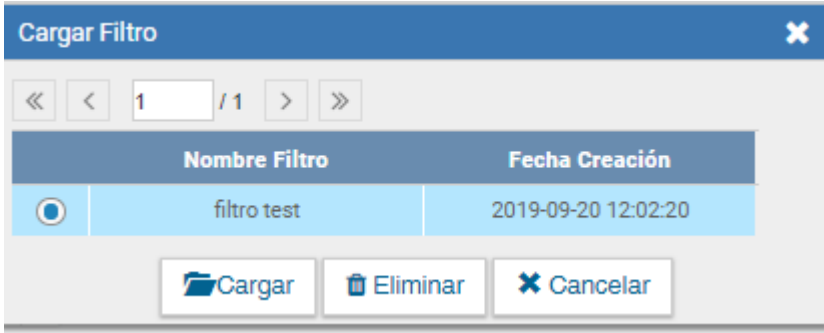 Cargar Filtro
1 / 1
Nombre Filtro Fecha Creación
filtro test 2019-09-20 12:02:20
Cargar Eliminar Cancelar